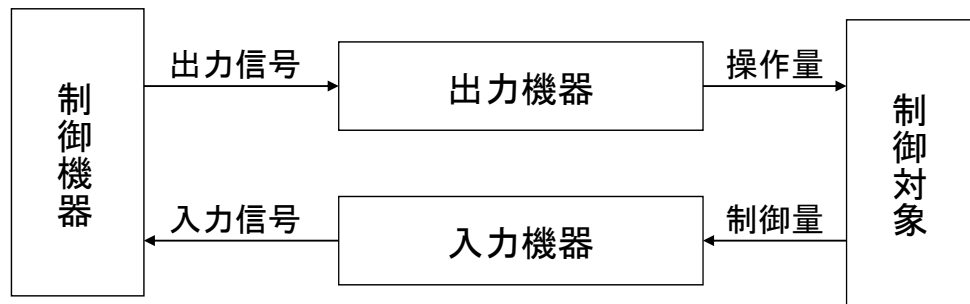 制御機器
出力信号
出力機器
操作量
制御対象
入力信号
入力機器
制御量